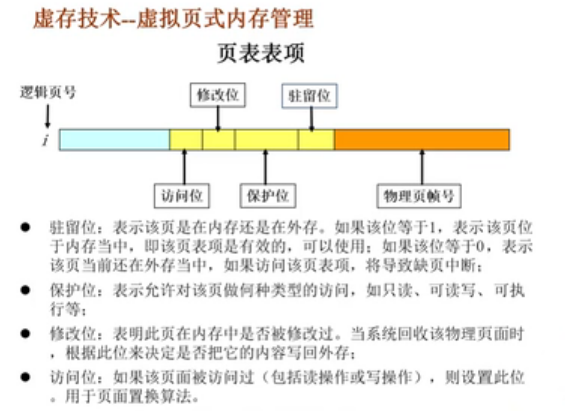 虚存技术--虚拟页式内存管理
页表表项
逻辑页号
修改位
驻留位
i
访问位
保护位
物理页帧号
● 驻留位：表示该页是在内存还是在外存。如果该位等于1，表示该页位
于内存当中，即该页表项是有效的，可以使用；如果该位等于0，表示
该页当前还在外存当中，如果访问该页表项，将导致缺页中断；
● 保护位：表示允许对该页做何种类型的访问，如只读、可读写、可执
行等；
● 修改位：表明此页在内存中是否被修改过。当系统回收该物理页面时
，根据此位来决定是否把它的内容写回外存；
● 访问位：如果该页面被访问过（包括读操作或写操作），则设置此位
。用于页面置换算法。